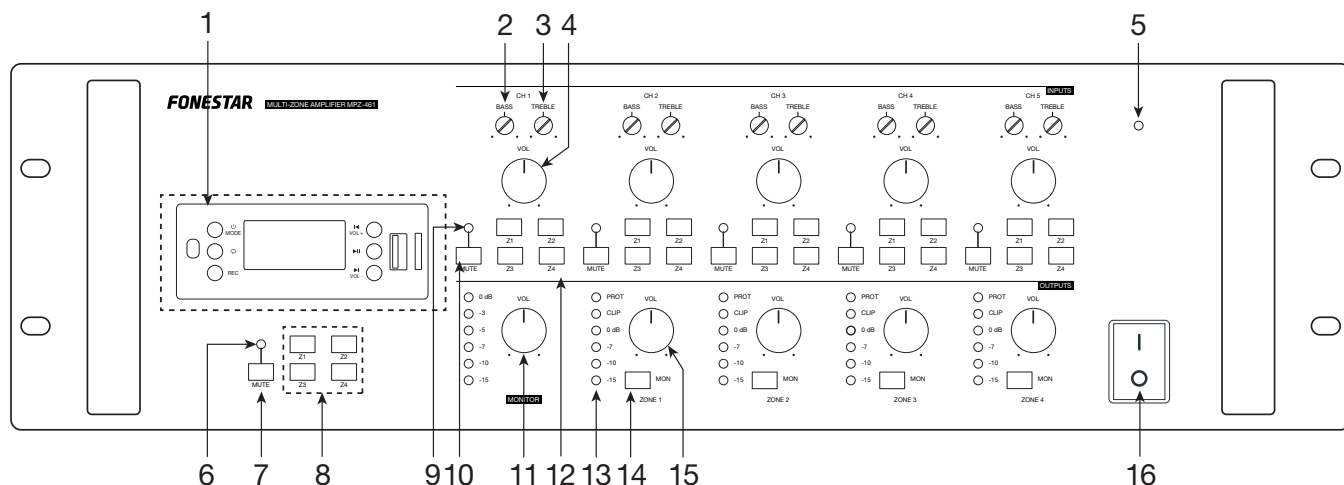 1 2 3 4 5
FONESTAR MULTI-ZONE AMPLIFIER MPZ-461
INPUTS
CH 1 CH 2 CH 3 CH 4 CH 5
BASS TREBLE BASS TREBLE BASS TREBLE BASS TREBLE BASS TREBLE
VOL VOL VOL VOL VOL
MODE VOL +
REC VOL -
Z1 Z2 Z1 Z2 Z1 Z2 Z1 Z2 Z1 Z2
MUTE Z3 Z4 MUTE Z3 Z4 MUTE Z3 Z4 MUTE Z3 Z4 MUTE Z3 Z4
OUTPUTS
0 dB VOL PROT VOL PROT VOL PROT VOL PROT VOL
-3 CLIP CLIP CLIP CLIP
-5 0 dB 0 dB 0 dB 0 dB
-7 -7 -7 -7 -7
-10 -10 -10 -10 -10
-15 -15 MON -15 MON -15 MON -15 MON
MONITOR ZONE 1 ZONE 2 ZONE 3 ZONE 4
Z1 Z2
MUTE Z3 Z4
6 7 8 9 10 11 12 13 14 15 16